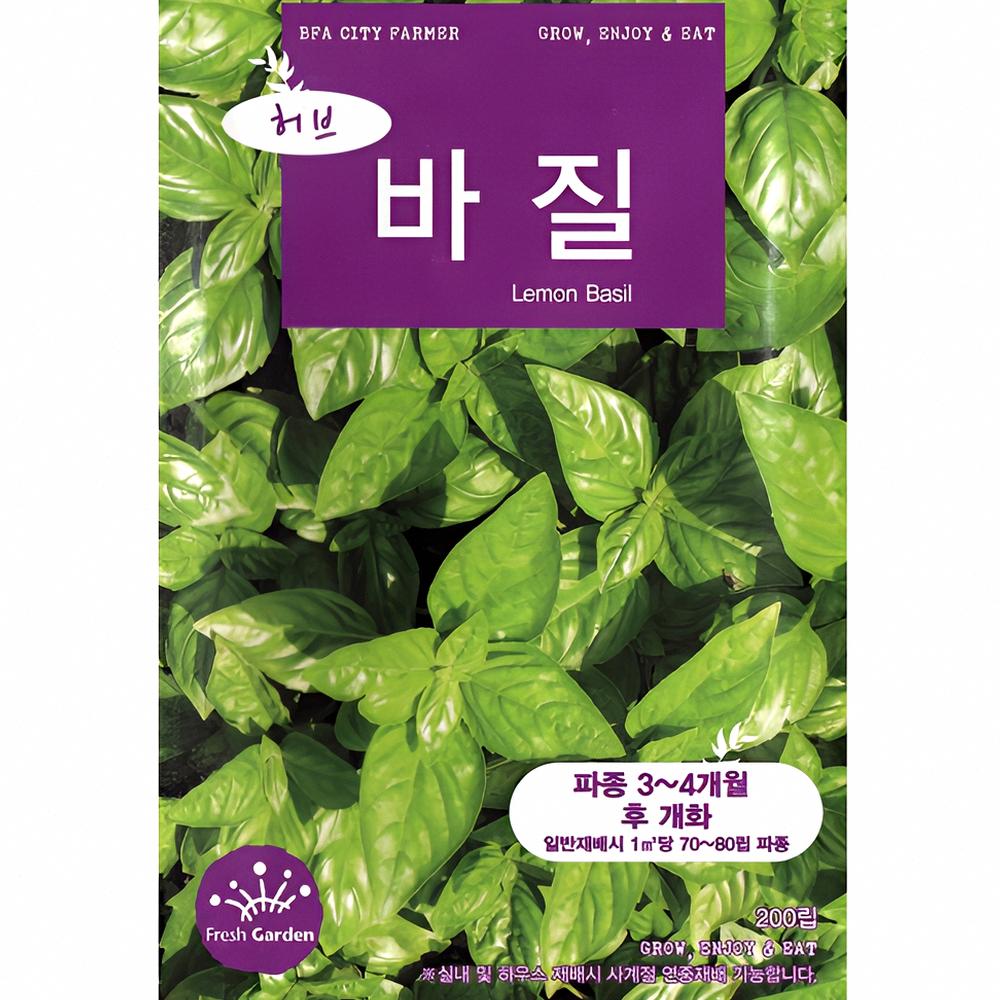 BFA CITY FARMER GROW, ENJOY & EAT
허브
바질
Lemon Basil
파종 3~4개월
후 개화
일반재배시 1㎡당 70~80립 파종
200립
Fresh Garden
GROW, ENJOY & EAT
※실내 및 하우스 재배시 사계절 연중재배 가능합니다.